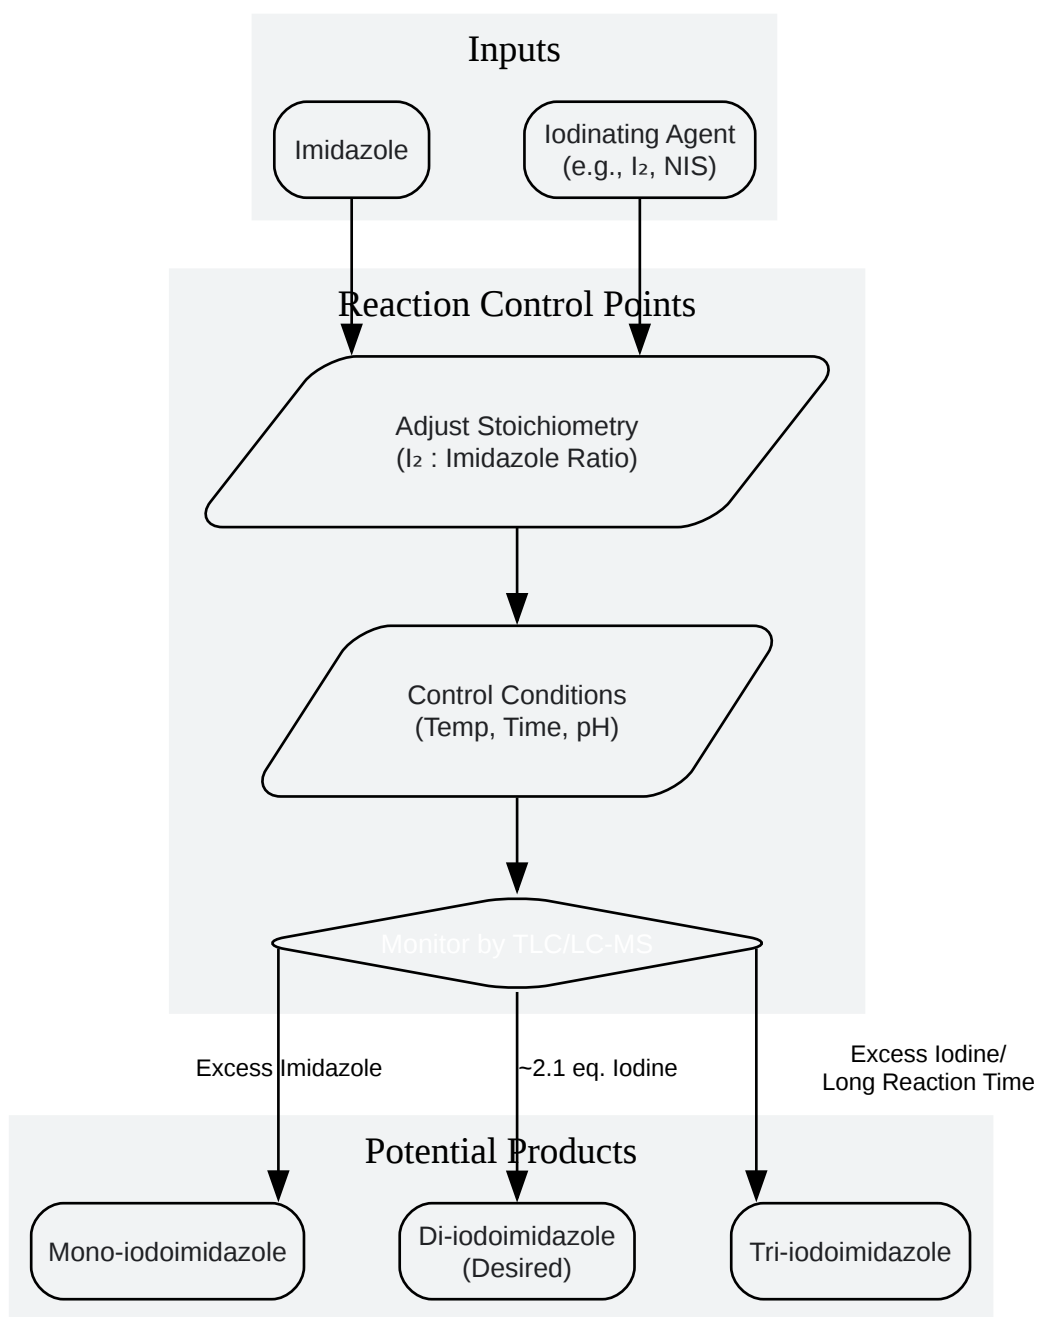 Inputs
Imidazole
Iodinating Agent
(e.g., I₂, NIS)
Reaction Control Points
Adjust Stoichiometry
(I₂ : Imidazole Ratio)
Control Conditions
(Temp, Time, pH)
Monitor by TLC/LC-MS
Excess Imidazole
~2.1 eq. Iodine
Excess Iodine/
Long Reaction Time
Potential Products
Mono-iodoimidazole
Di-iodoimidazole
(Desired)
Tri-iodoimidazole